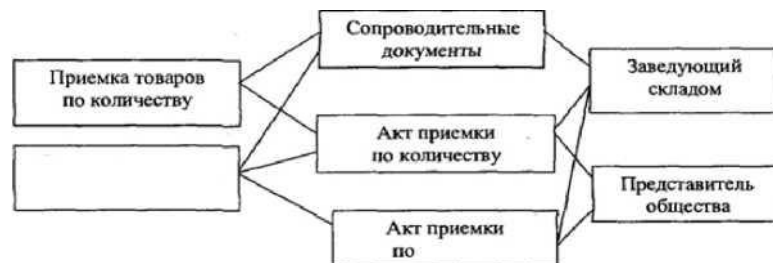 Сопроводительные
документы
Приемка товаров
по количеству
Заведующий
складом
Акт приемки
по количеству
Представитель
общества
Акт приемки
по